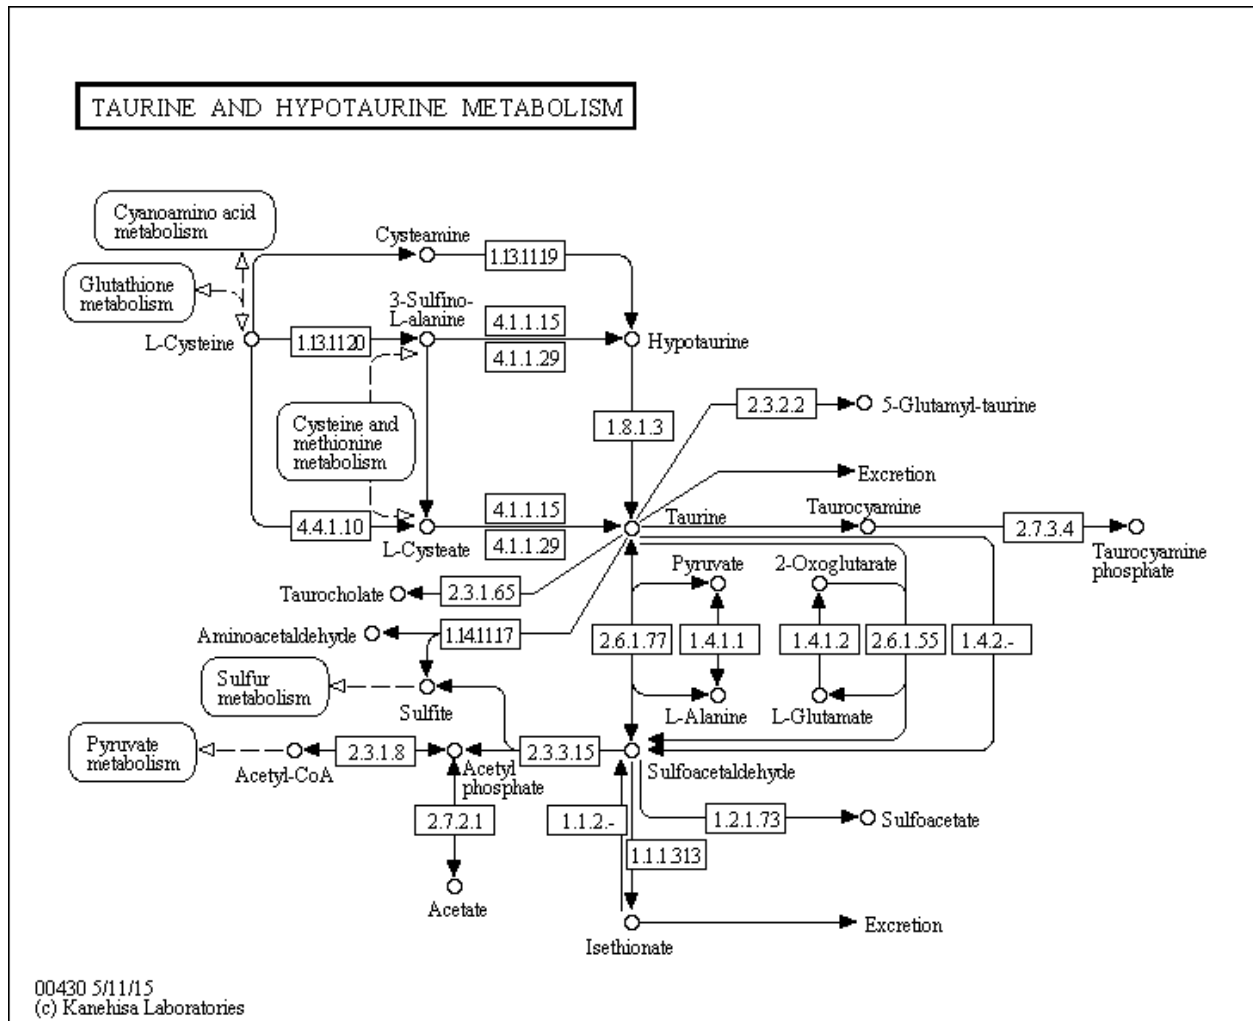 TAURINE AND HYPOTAURINE METABOLISM
Cyanoamino acid
metabolism
Cysteamine
1.13.11.19
Glutathione
metabolism
3-Sulfino-
L-alanine
4.1.1.15
L-Cysteine
1.13.11.20
Hypotaurine
4.1.1.29
2.3.2.2
5-Glutamyl-taurine
Cysteine and
methionine
metabolism
1.8.1.3
Excretion
4.1.1.15
Taurine
Taurocyamine
4.4.1.10
2.7.3.4
L-Cysteate
4.1.1.29
Taurocyamine
phosphate
Pyruvate
2-Oxoglutarate
Taurocholate
2.3.1.65
Aminoacetaldehyde
1.14.11.17
2.6.1.77
1.4.1.1
1.4.1.2
2.6.1.55
1.4.2.-
Sulfur
metabolism
Sulfite
L-Alanine
L-Glutamate
Pyruvate
metabolism
2.3.1.8
2.3.3.15
Acetyl-CoA
Acetyl
phosphate
Sulfoacetaldehyde
2.7.2.1
1.1.2.-
1.2.1.73
Sulfoacetate
1.1.1.313
Acetate
Excretion
Isethionate
00430 5/11/15
(c) Kanehisa Laboratories